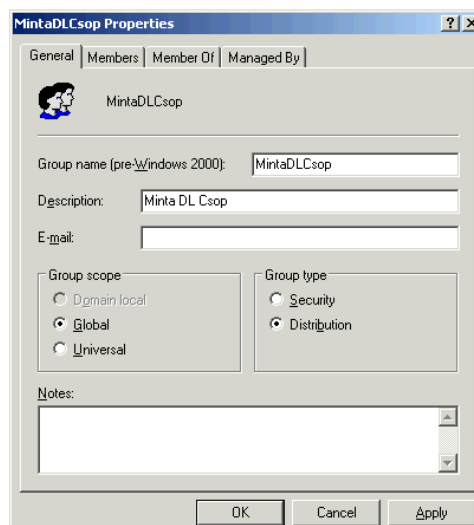 MintaDLCsop Properties ? X
General Members Member Of Managed By
MintaDLCsop
Group name (pre-Windows 2000): MintaDLCsop
Description: Minta DL Csop
E-mail:
Group scope Group type
Domain local Security
Global Distribution
Universal
Notes:
OK Cancel Apply